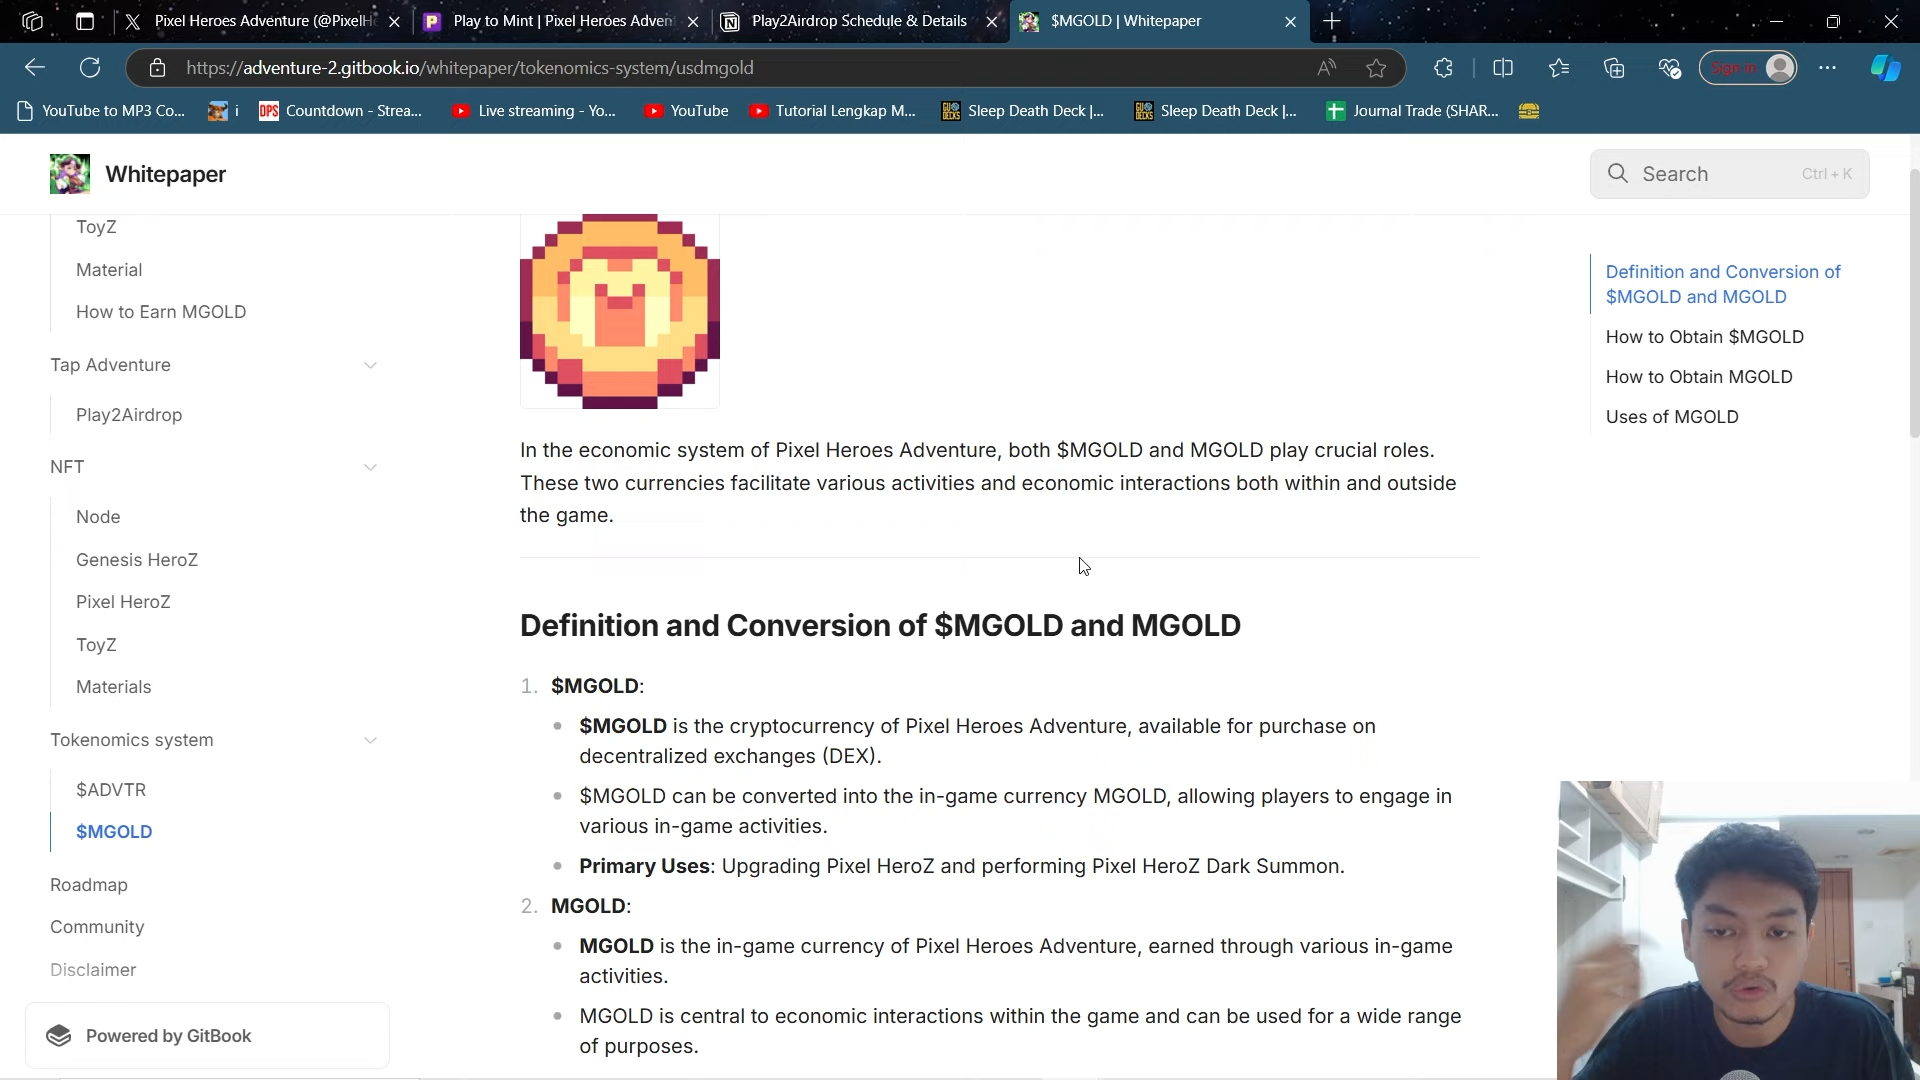 Pixel Heroes Adventure (@PixelH
Play to Mint | Pixel Heroes Adven
Play2Airdrop Schedule & Details
$MGOLD | Whitepaper
https://adventure-2.gitbook.io/whitepaper/tokenomics-system/usdmgold
Sign in
YouTube to MP3 Co...
i
DPS
Countdown - Strea...
Live streaming - Yo...
YouTube
Tutorial Lengkap M...
GU DECKS
Sleep Death Deck |...
GU DECKS
Sleep Death Deck |...
Journal Trade (SHAR...
Whitepaper
Search
Ctrl + K
ToyZ
Material
How to Earn MGOLD
Tap Adventure
Play2Airdrop
NFT
Node
Genesis HeroZ
Pixel HeroZ
ToyZ
Materials
Tokenomics system
$ADVTR
$MGOLD
Roadmap
Community
Disclaimer
Powered by GitBook
In the economic system of Pixel Heroes Adventure, both $MGOLD and MGOLD play crucial roles.
These two currencies facilitate various activities and economic interactions both within and outside
the game.
Definition and Conversion of $MGOLD and MGOLD
1. $MGOLD:
• $MGOLD is the cryptocurrency of Pixel Heroes Adventure, available for purchase on
decentralized exchanges (DEX).
• $MGOLD can be converted into the in-game currency MGOLD, allowing players to engage in
various in-game activities.
• Primary Uses: Upgrading Pixel HeroZ and performing Pixel HeroZ Dark Summon.
2. MGOLD:
• MGOLD is the in-game currency of Pixel Heroes Adventure, earned through various in-game
activities.
• MGOLD is central to economic interactions within the game and can be used for a wide range
of purposes.
Definition and Conversion of
$MGOLD and MGOLD
How to Obtain $MGOLD
How to Obtain MGOLD
Uses of MGOLD